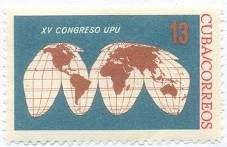 XV CONGRESO UPU
13
CUBA/CORREOS